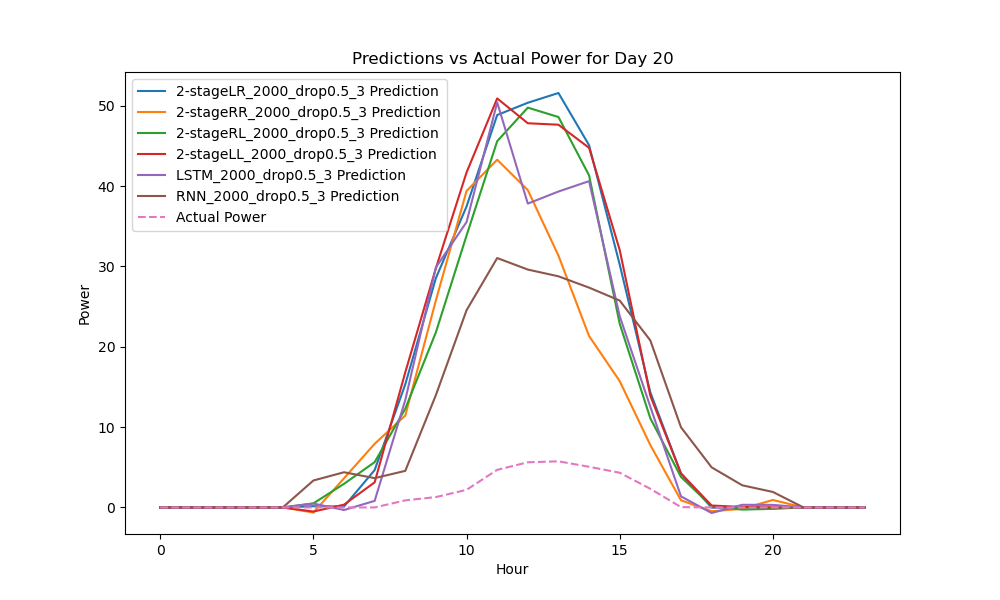 Predictions vs Actual Power for Day 20
2-stageLR_2000_drop0.5_3 Prediction
2-stageRR_2000_drop0.5_3 Prediction
2-stageRL_2000_drop0.5_3 Prediction
2-stageLL_2000_drop0.5_3 Prediction
LSTM_2000_drop0.5_3 Prediction
RNN_2000_drop0.5_3 Prediction
Actual Power
50
40
30
20
10
0
Power
0 5 10 15 20
Hour